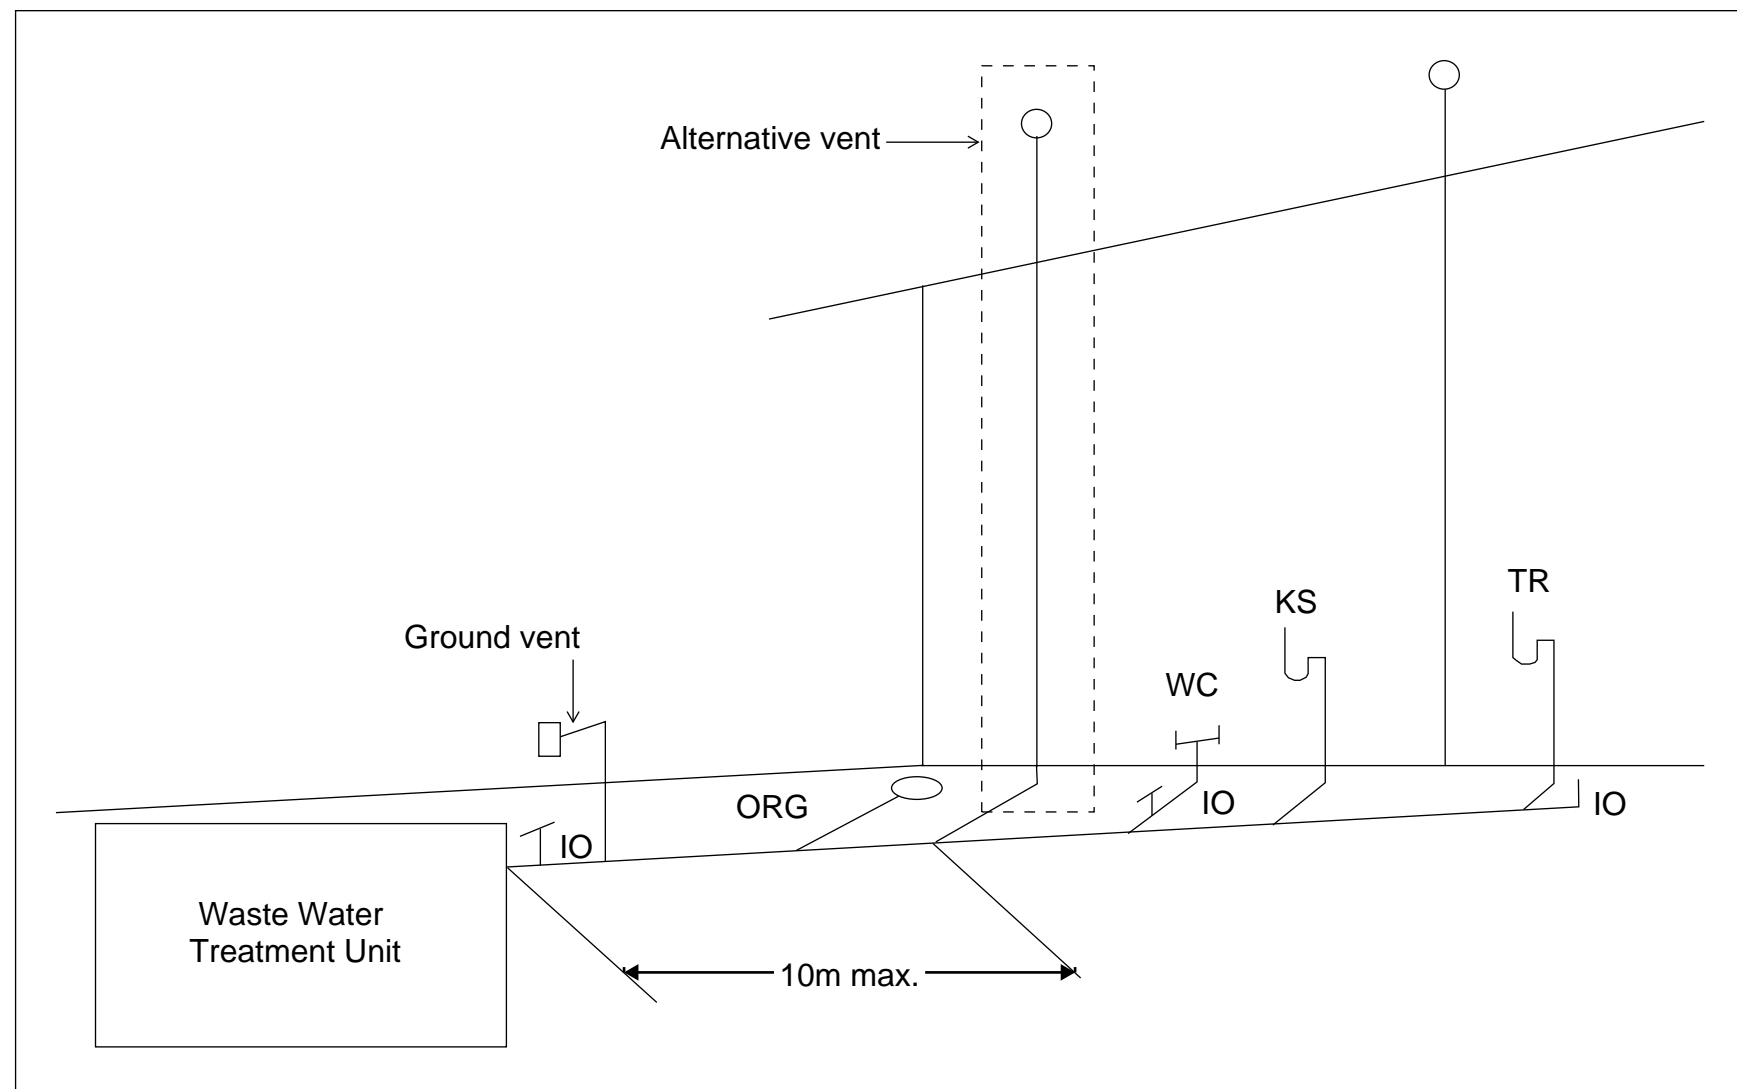 Alternative vent
TR
KS
Ground vent
WC
ORG
IO
IO
IO
Waste Water
Treatment Unit
10m max.